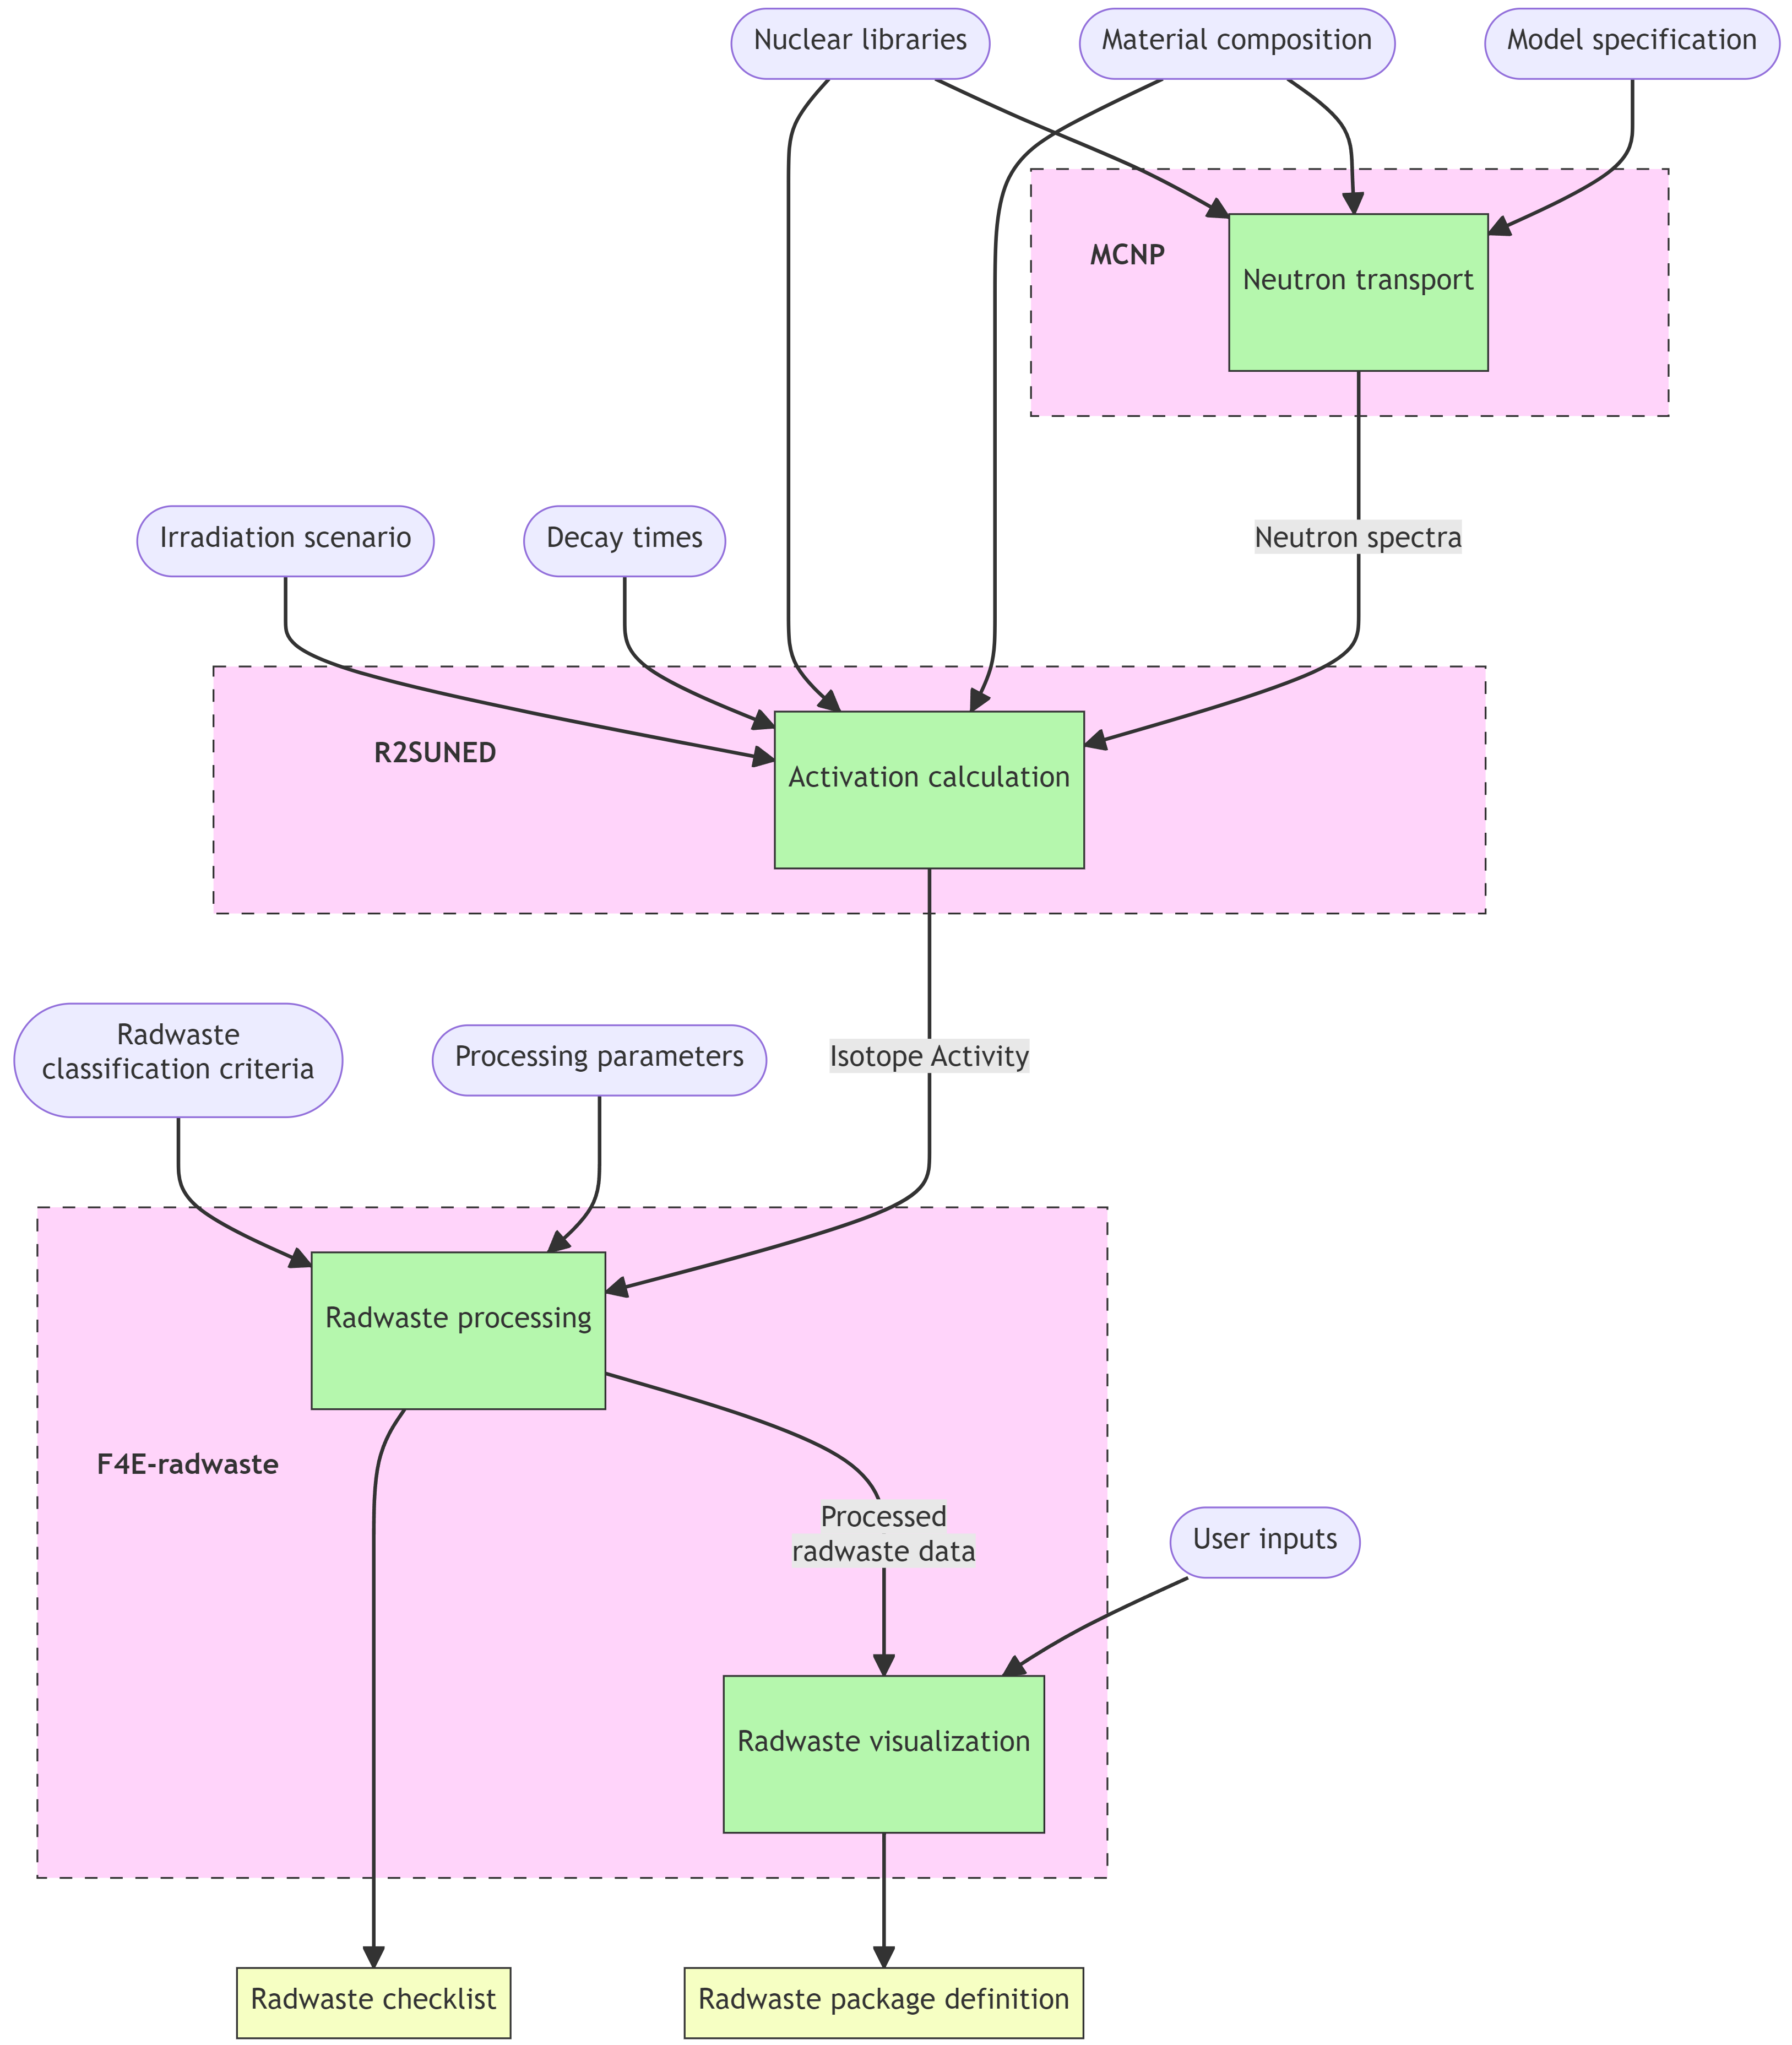 Nuclear libraries
Material composition
Model specification
MCNP
Neutron transport
Irradiation scenario
Decay times
Neutron spectra
R2SUNED
Activation calculation
Radwaste
classification criteria
Processing parameters
Isotope Activity
Radwaste processing
F4E-radwaste
Processed
radwaste data
User inputs
Radwaste visualization
Radwaste checklist
Radwaste package definition